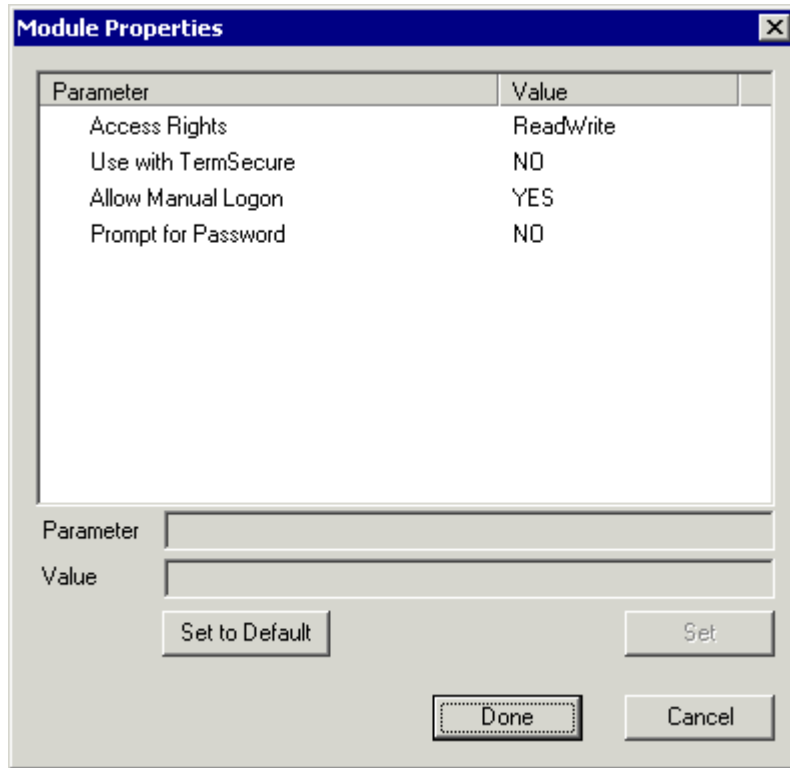 Module Properties
Parameter Value
Access Rights ReadWrite
Use with TermSecure NO
Allow Manual Logon YES
Prompt for Password NO
Parameter
Value
Set to Default Set
Done Cancel